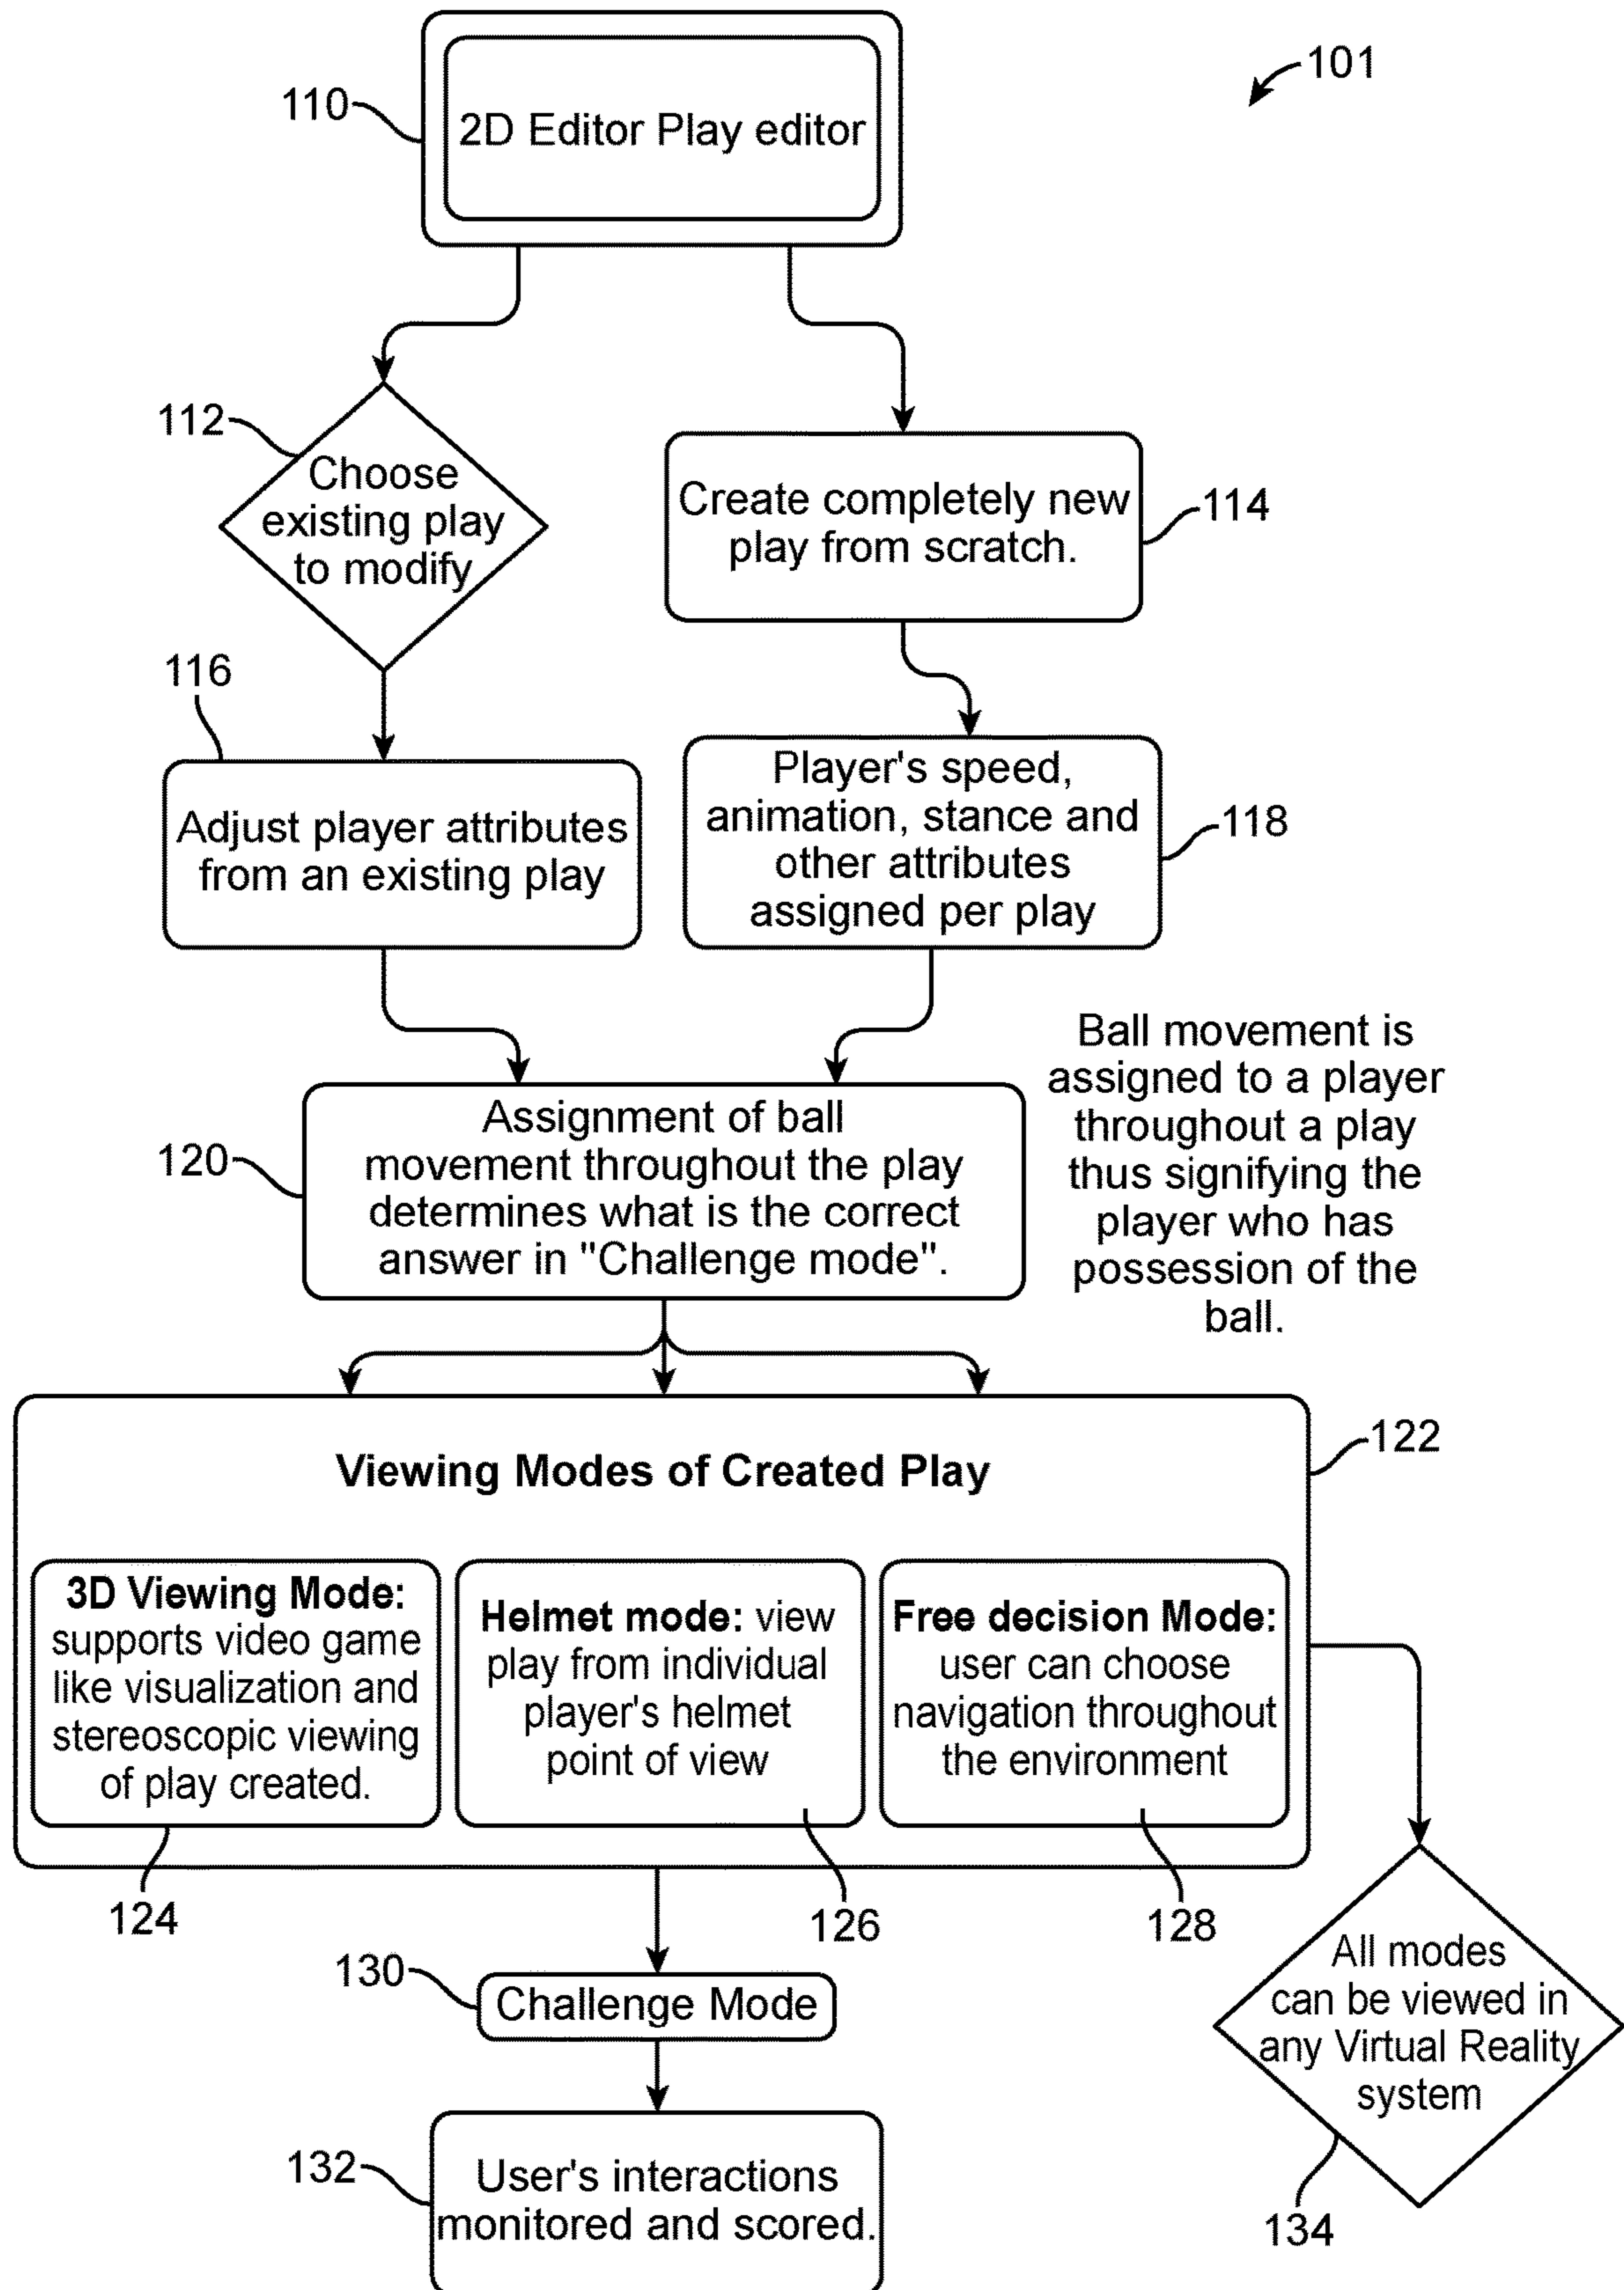 101
110
2D Editor Play editor
112
Choose
existing play
to modify
Create completely new
play from scratch.
114
116
Adjust player attributes
from an existing play
Player's speed,
animation, stance and
other attributes
assigned per play
118
120
Assignment of ball
movement throughout the play
determines what is the correct
answer in "Challenge mode".
Ball movement is
assigned to a player
throughout a play
thus signifying the
player who has
possession of the
ball.
122
Viewing Modes of Created Play
3D Viewing Mode:
supports video game
like visualization and
stereoscopic viewing
of play created.
Helmet mode: view
play from individual
player's helmet
point of view
Free decision Mode:
user can choose
navigation throughout
the environment
124
126
128
130
Challenge Mode
All modes
can be viewed in
any Virtual Reality
system
132
User's interactions
monitored and scored.
134